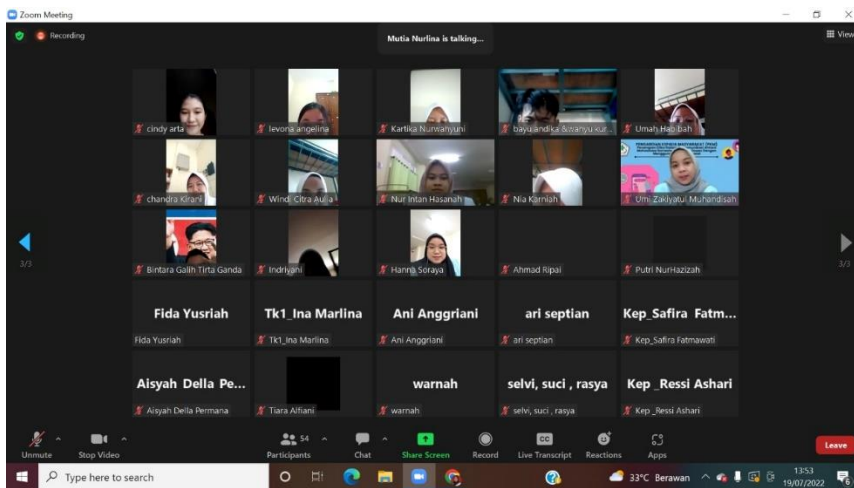 Zoom Meeting
Recording
Mutia Nurlina is talking...
View
cindy arta
levona angelina
Kartika Nurwahyuni
bayu andika & wahyu kur...
Umah Habibah
chandra Kirani
Windi Citra Aulia
Nur Intan Hasanah
Nia Karniah
PENGABDIAN KEPADA MASYARAKAT (PKM)
Umi Zakiyatul Muhandisah
Bintara Galih Tirta Ganda
Indriyani
Hanna Soraya
Ahmad Ripai
Putri NurHazizah
3/3
3/3
Fida Yusriah
Tk1_Ina Marlina
Ani Anggriani
ari septian
Kep_Safira Fatm...
Fida Yusriah
Tk1_Ina Marlina
Ani Anggriani
ari septian
Kep_Safira Fatmawati
Aisyah Della Pe...
warnah
selvi, suci , rasya
Kep _Ressi Ashari
Aisyah Della Permana
Tiara Alfiani
warnah
selvi, suci , rasya
Kep _Ressi Ashari
54
CC
Unmute
Stop Video
Participants
Chat
Share Screen
Record
Live Transcript
Reactions
Apps
Leave
Type here to search
33°C Berawan
13:53
19/07/2022